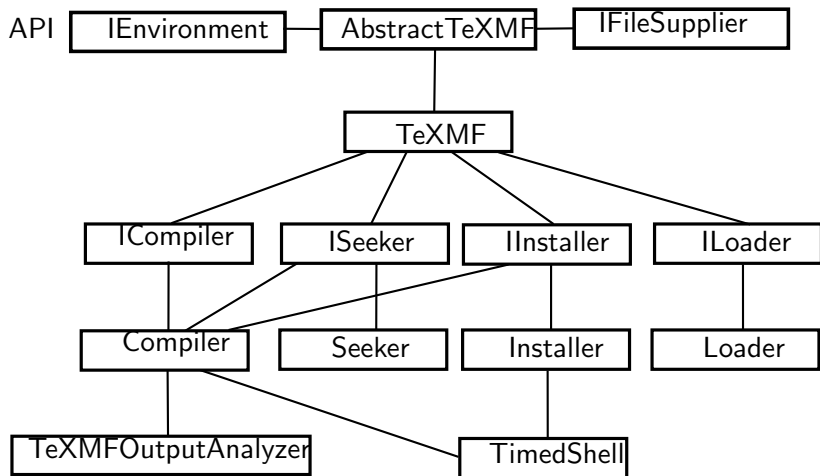 API IEnvironment AbstractTeXMF IFileSupplier
TeXMF
ICompiler ISeeker IInstaller ILoader
Compiler Seeker Installer Loader
TeXMFOutputAnalyzer TimedShell